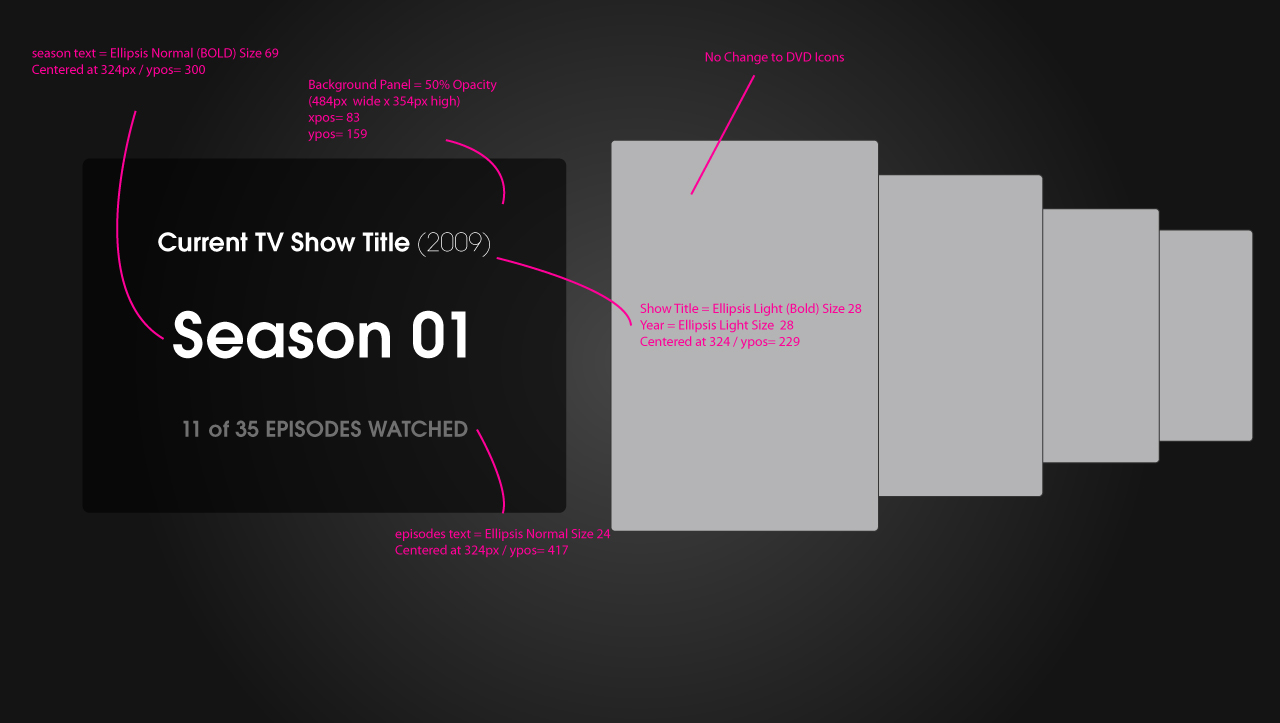 season text = Ellipsis Normal (BOLD) Size 69
Centered at 324px / ypos= 300
No Change to DVD Icons
Background Panel = 50% Opacity
(484px  wide x 354px high)
xpos= 83
ypos= 159
Current TV Show Title (2009)
Season 01
11 of 35 EPISODES WATCHED
Show Title = Ellipsis Light (Bold) Size 28
Year = Ellipsis Light Size  28
Centered at 324 / ypos= 229
episodes text = Ellipsis Normal Size 24
Centered at 324px / ypos= 417